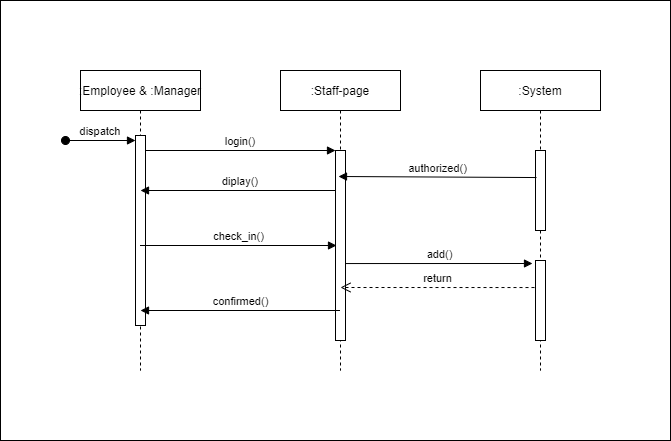 Employee & :Manager
:Staff-page
:System
dispatch
login()
authorized()
diplay()
check_in()
add()
return
confirmed()